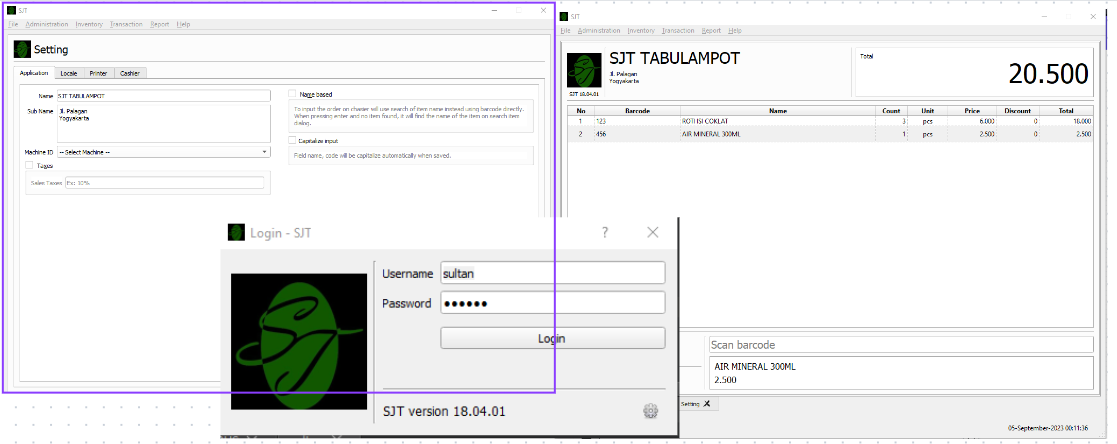 SJT
File Administration Inventory Transaction Report Help
Setting
Application Locale Printer Cashier
Name SJT TABULAMPOT
Sub Name Jl. Palagan
Yogyakarta
Machine ID -- Select Machine --
Taxes
Sales Taxes Ex: 10%
Name based
To input the order on chasier will use search of item name instead using barcode directly.
When pressing enter and no item found, it will find the name of the item on search item
dialog.
Capitalize input
Field name, code will be capitalize automatically when saved.
SJT
File Administration Inventory Transaction Report Help
SJT TABULAMPOT
Jl. Palagan
Yogyakarta
SJT 18.04.01
Total
20.500
No Barcode Name Count Unit Price Discount Total
1 123 ROTI ISI COKLAT 3 pcs 6.000 0 18.000
2 456 AIR MINERAL 300ML 1 pcs 2.500 0 2.500
Scan barcode
AIR MINERAL 300ML
2.500
Setting
05-September-2023 00:11:36
Login - SJT
Username sultan
Password ••••••
Login
SJT version 18.04.01